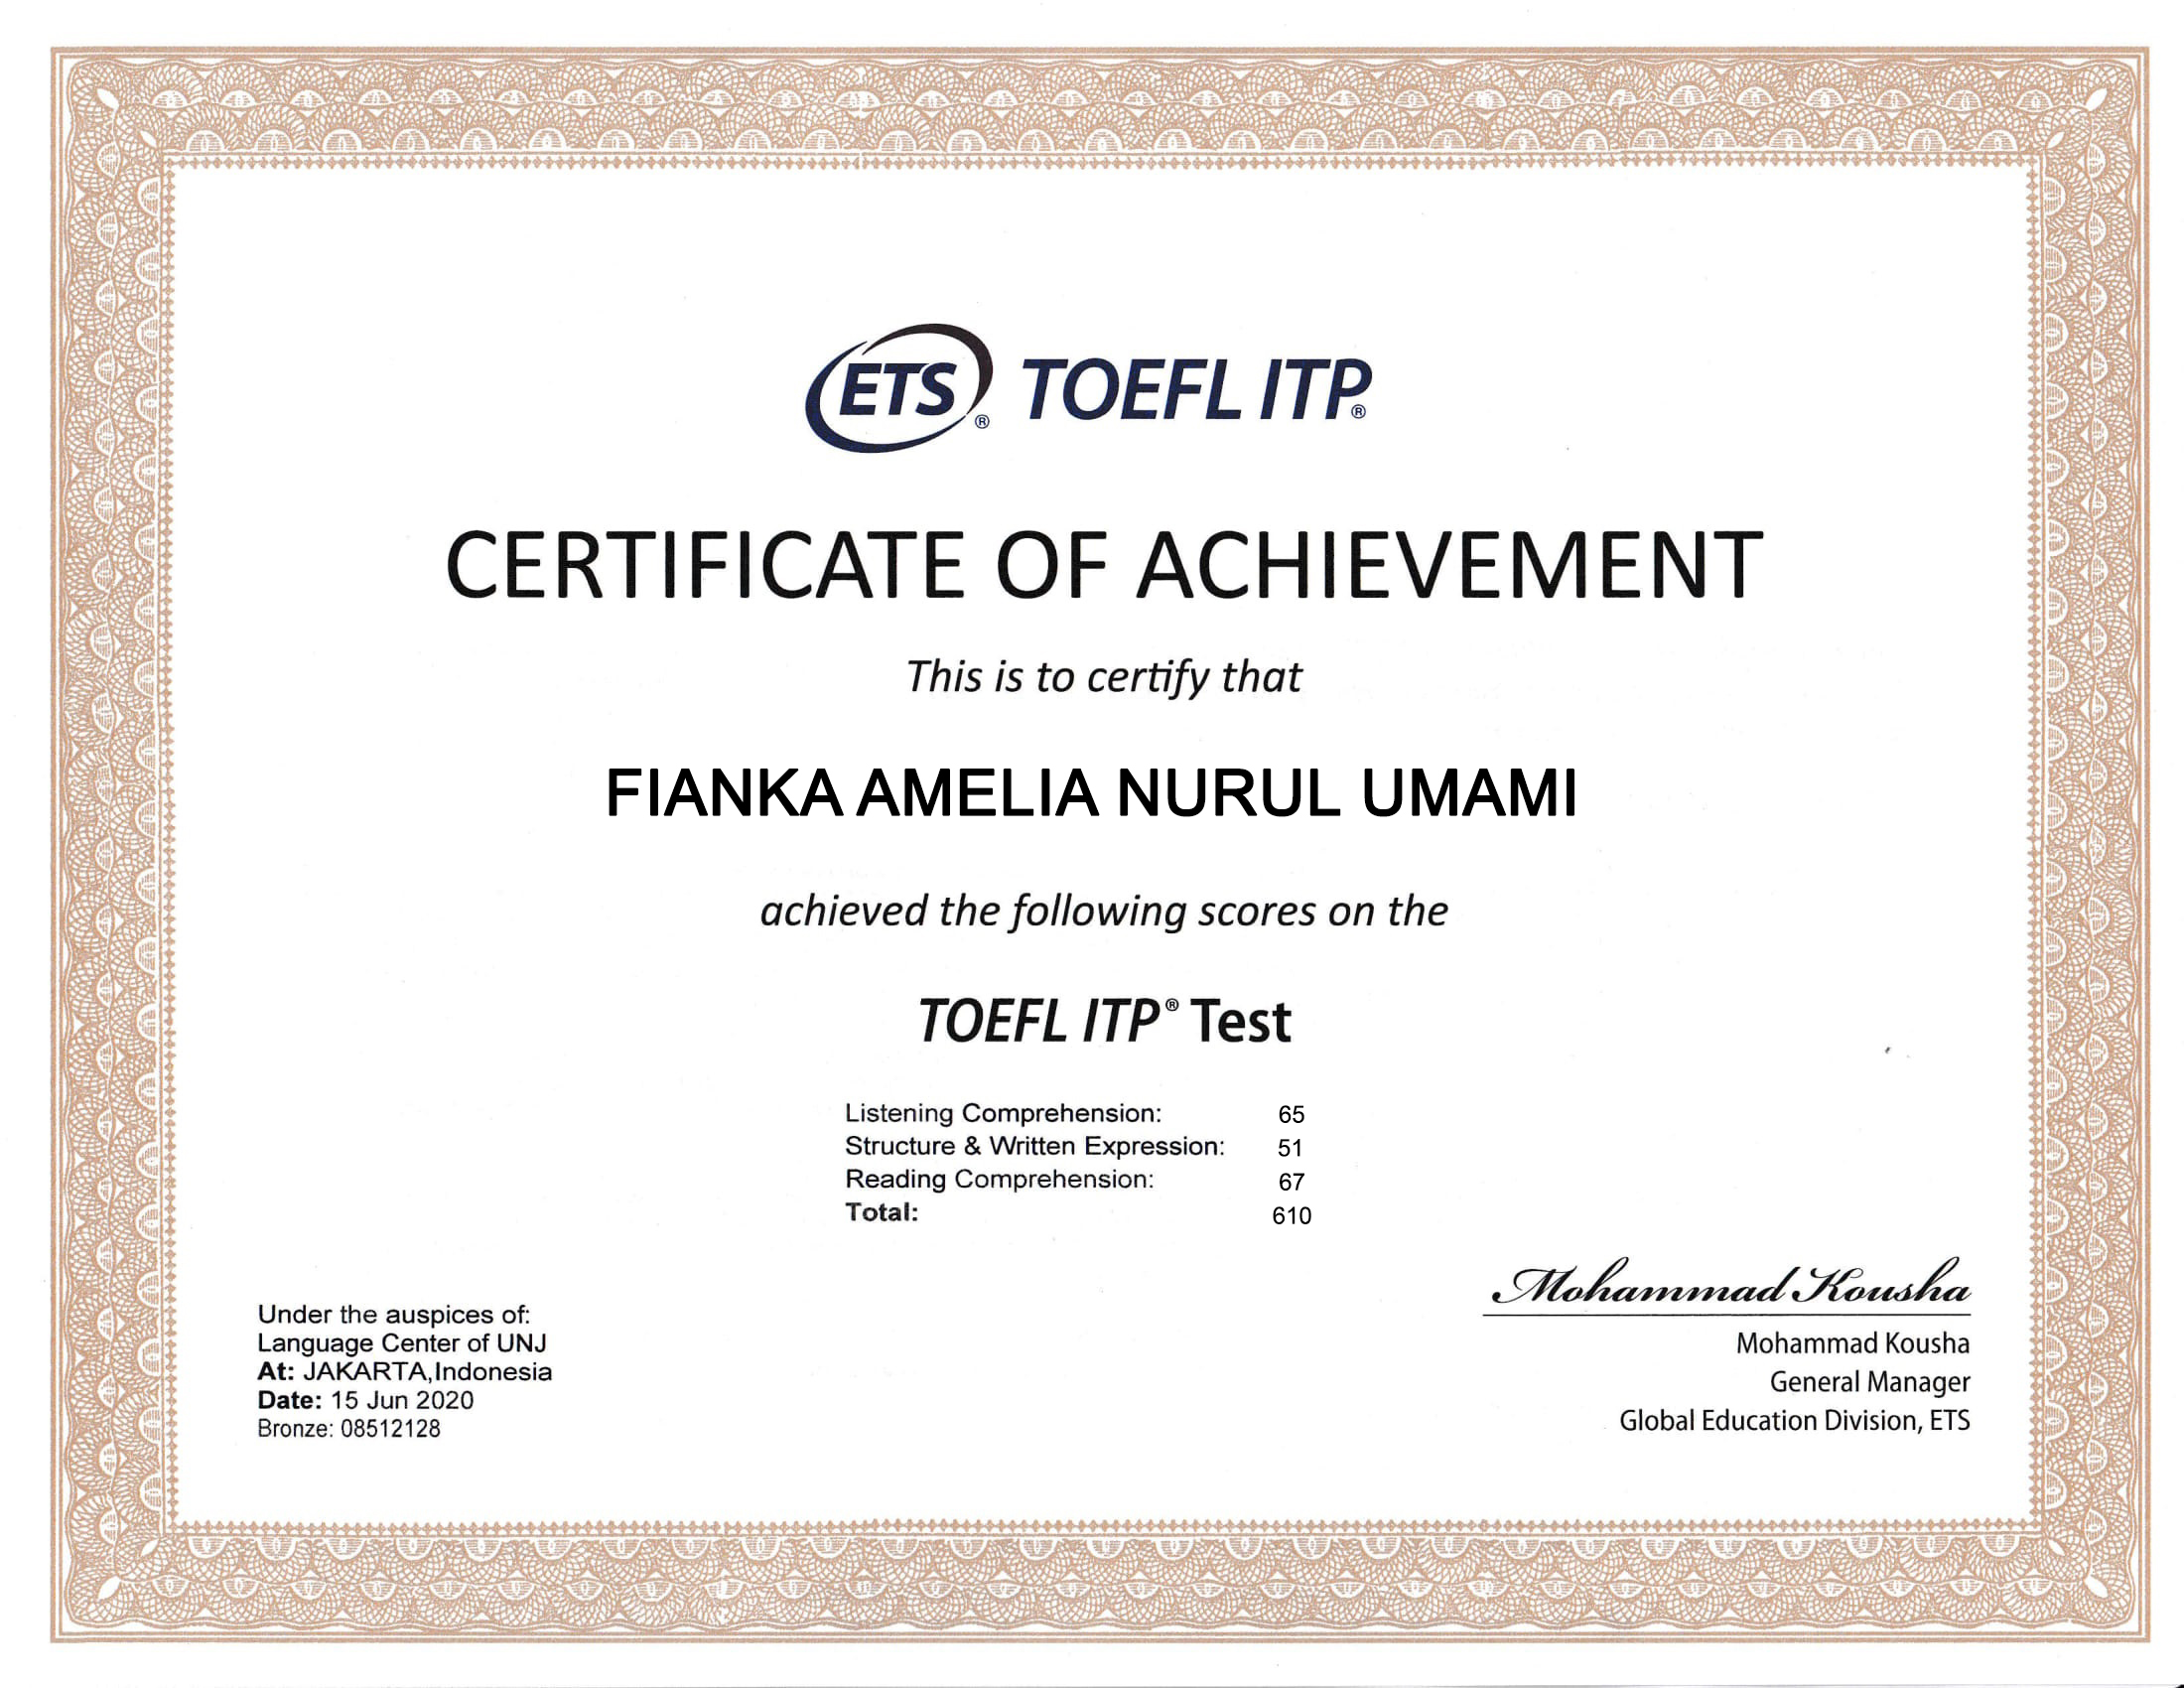 ETS® TOEFL ITP®
CERTIFICATE OF ACHIEVEMENT
This is to certify that
FIANKA AMELIA NURUL UMAMI
achieved the following scores on the
TOEFL ITP® Test
Listening Comprehension: 65
Structure & Written Expression: 51
Reading Comprehension: 67
Total: 610
Under the auspices of:
Language Center of UNJ
At: JAKARTA,Indonesia
Date: 15 Jun 2020
Bronze: 08512128
Mohammad Kousha
Mohammad Kousha
General Manager
Global Education Division, ETS